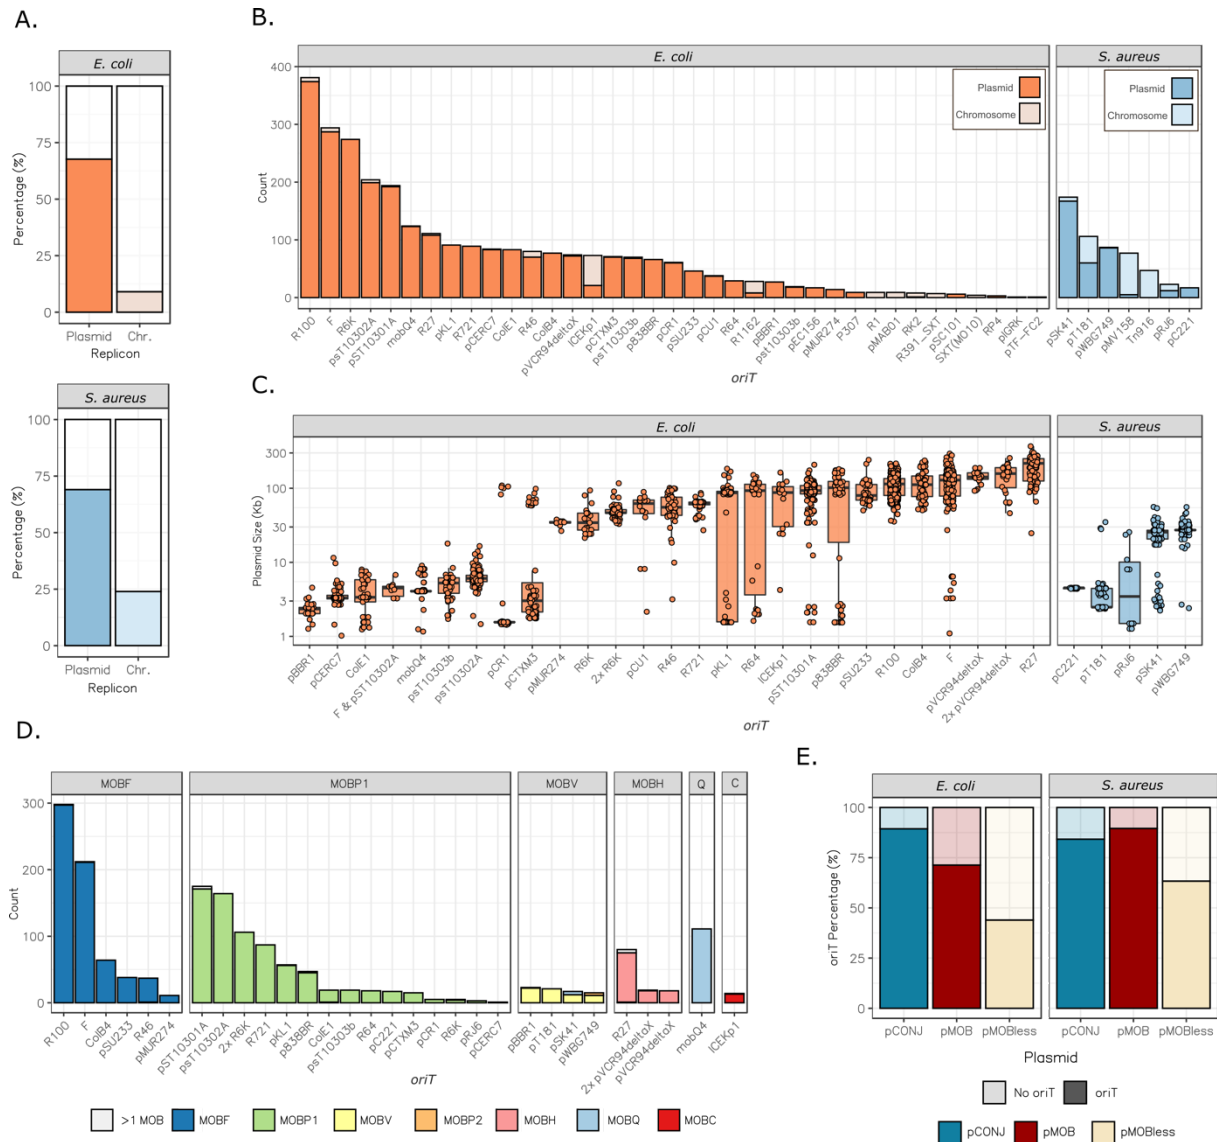 A.
E. coli
100
75
50
25
0
Percentage (%)
Plasmid
Chr.
Replicon
S. aureus
100
75
50
25
0
Percentage (%)
Plasmid
Chr.
Replicon
B.
E. coli
S. aureus
400
300
200
100
0
Count
Plasmid
Chromosome
Plasmid
Chromosome
R100
F
R6K
psT10302A
pST10301A
mobQ4
R27
pKL1
R721
pCERC7
ColE1
R46
ColB4
pVCR94deltaX
ICEKp1
pCTXM3
psT10303b
p838BR
pCR1
pSU233
pCU1
R64
R1162
pBBR1
pst10303b
pEC156
pMUR274
P307
R1
pMAB01
RK2
R391-SXT
pSC101
SXT(MO10)
RP4
pIGRK
pTF-FC2
pSK41
pT181
pWBG749
pMV158
Tn916
pRJ6
pC221
oriT
C.
E. coli
S. aureus
300
100
30
10
3
1
Plasmid Size (Kb)
pBBR1
pCERC7
ColE1
F & pST10302A
mobQ4
pST10303b
psT10302A
pCR1
pCTXM3
pMUR274
R6K
2x R6K
pCU1
R46
R721
pKL1
R64
ICEKp1
pST10301A
p838BR
pSU233
R100
ColB4
F
pVCR94deltaX
2x pVCR94deltaX
R27
pC221
pT181
pRJ6
pSK41
pWBG749
oriT
D.
MOBF
MOBP1
MOBV
MOBH
Q
C
300
200
100
0
Count
R100
F
ColB4
pSU233
R46
pMUR274
pST10301A
psT10302A
2x R6K
R721
pKL1
p838BR
ColE1
psT10303b
R64
pC221
pCTXM3
pCR1
R6K
pRJ6
pCERC7
pBBR1
pT181
pSK41
pWBG749
R27
2x pVCR94deltaX
pVCR94deltaX
mobQ4
ICEKp1
oriT
>1 MOB
MOBF
MOBP1
MOBV
MOBP2
MOBH
MOBQ
MOBC
E.
E. coli
S. aureus
100
75
50
25
0
oriT Percentage (%)
pCONJ
pMOB
pMOBless
pCONJ
pMOB
pMOBless
Plasmid
No oriT
oriT
pCONJ
pMOB
pMOBless